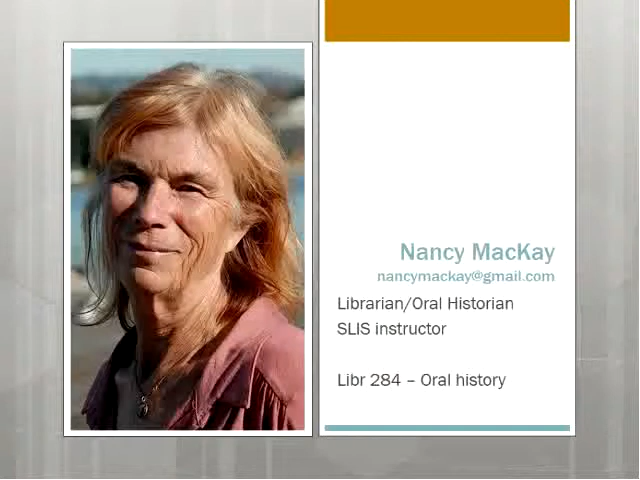 Nancy MacKay
nancymackay@gmail.com
Librarian/Oral Historian
SLIS instructor
Libr 284 – Oral history